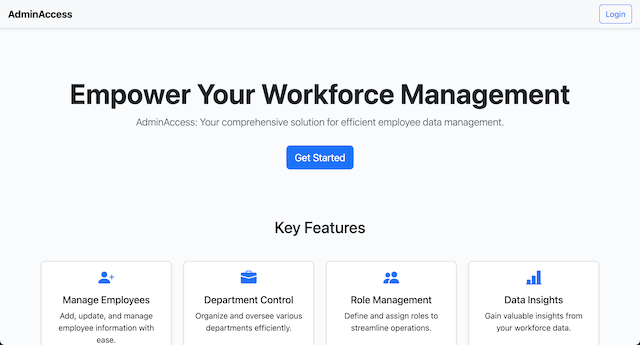 AdminAccess
Login
Empower Your Workforce Management
AdminAccess: Your comprehensive solution for efficient employee data management.
Get Started
Key Features
Manage Employees
Add, update, and manage
employee information with
ease.
Department Control
Organize and oversee various
departments efficiently.
Role Management
Define and assign roles to
streamline operations.
Data Insights
Gain valuable insights from
your workforce data.